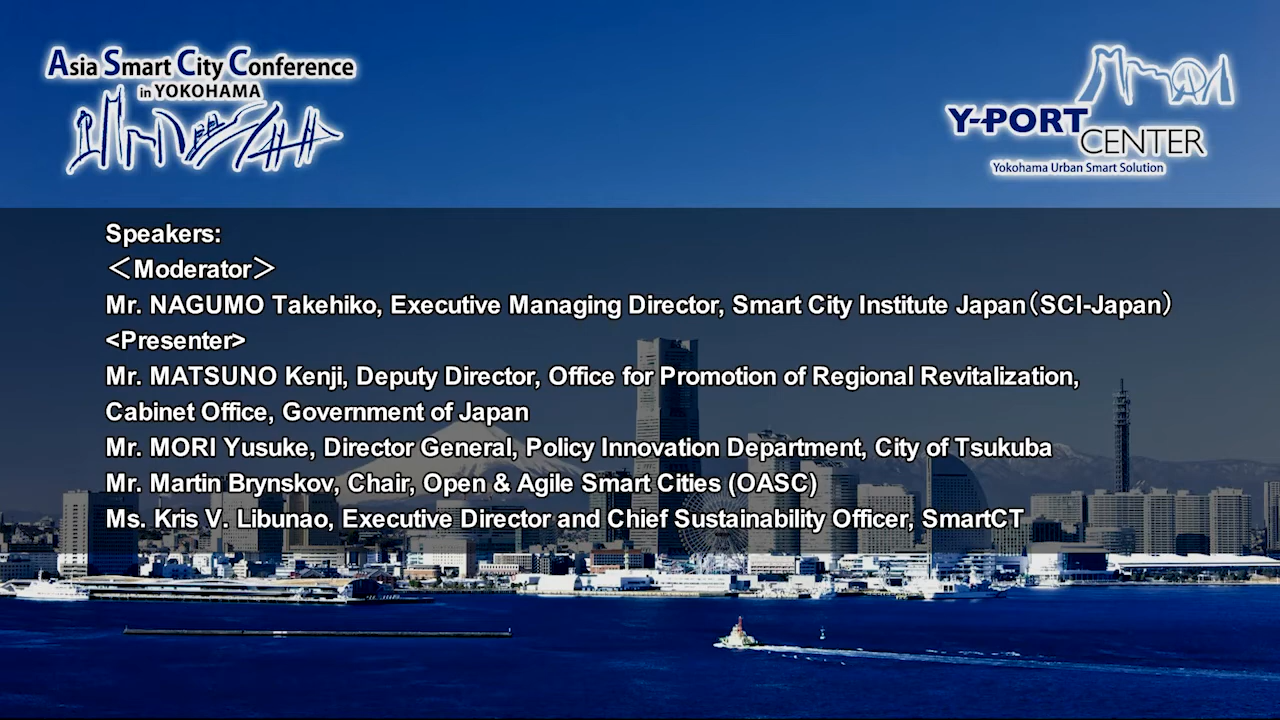 Asia Smart City Conference
in YOKOHAMA
Y-PORT
CENTER
Yokohama Urban Smart Solution
Speakers:
＜Moderator＞
Mr. NAGUMO Takehiko, Executive Managing Director, Smart City Institute Japan（SCI-Japan）
<Presenter>
Mr. MATSUNO Kenji, Deputy Director, Office for Promotion of Regional Revitalization,
Cabinet Office, Government of Japan
Mr. MORI Yusuke, Director General, Policy Innovation Department, City of Tsukuba
Mr. Martin Brynskov, Chair, Open & Agile Smart Cities (OASC)
Ms. Kris V. Libunao, Executive Director and Chief Sustainability Officer, SmartCT